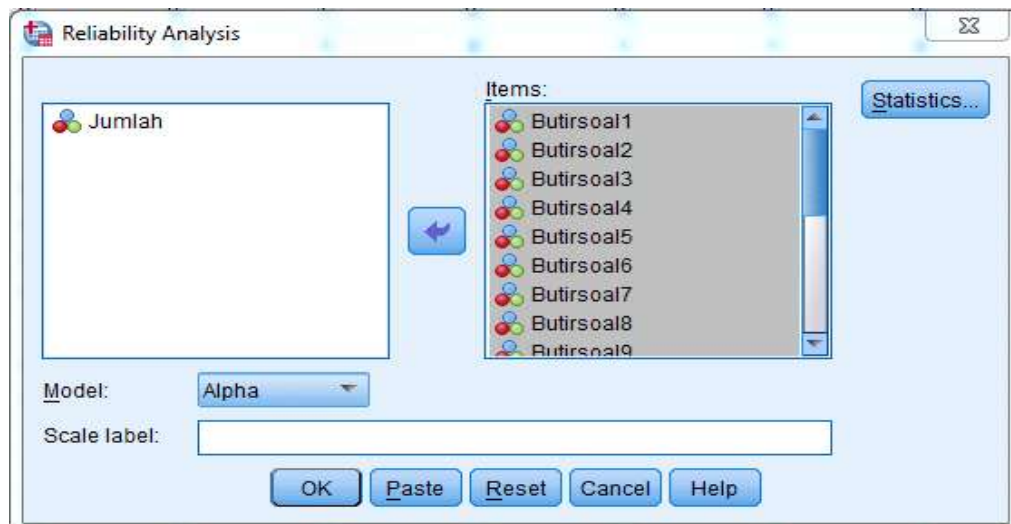 Reliability Analysis
Items:
Statistics...
Jumlah
Butirsoal1
Butirsoal2
Butirsoal3
Butirsoal4
Butirsoal5
Butirsoal6
Butirsoal7
Butirsoal8
Butirsoal9
Model: Alpha
Scale label:
OK Paste Reset Cancel Help